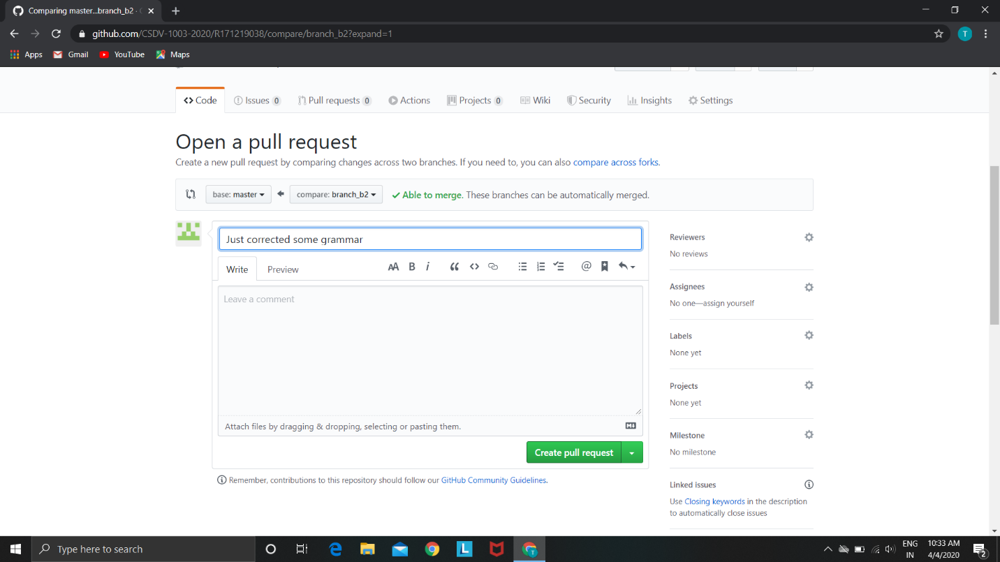 Comparing master...branch_b2 ·
github.com/CSDV-1003-2020/R171219038/compare/branch_b2?expand=1
T
Apps Gmail YouTube Maps
Code Issues 0 Pull requests 0 Actions Projects 0 Wiki Security Insights Settings
Open a pull request
Create a new pull request by comparing changes across two branches. If you need to, you can also compare across forks.
base: master compare: branch_b2 Able to merge. These branches can be automatically merged.
Just corrected some grammar
Write Preview AA B i @
Leave a comment
Attach files by dragging & dropping, selecting or pasting them.
Create pull request
Remember, contributions to this repository should follow our GitHub Community Guidelines.
Reviewers
No reviews
Assignees
No one—assign yourself
Labels
None yet
Projects
None yet
Milestone
No milestone
Linked issues
Use Closing keywords in the description
to automatically close issues
Type here to search
L
T
ENG
IN
10:33 AM
4/4/2020
2